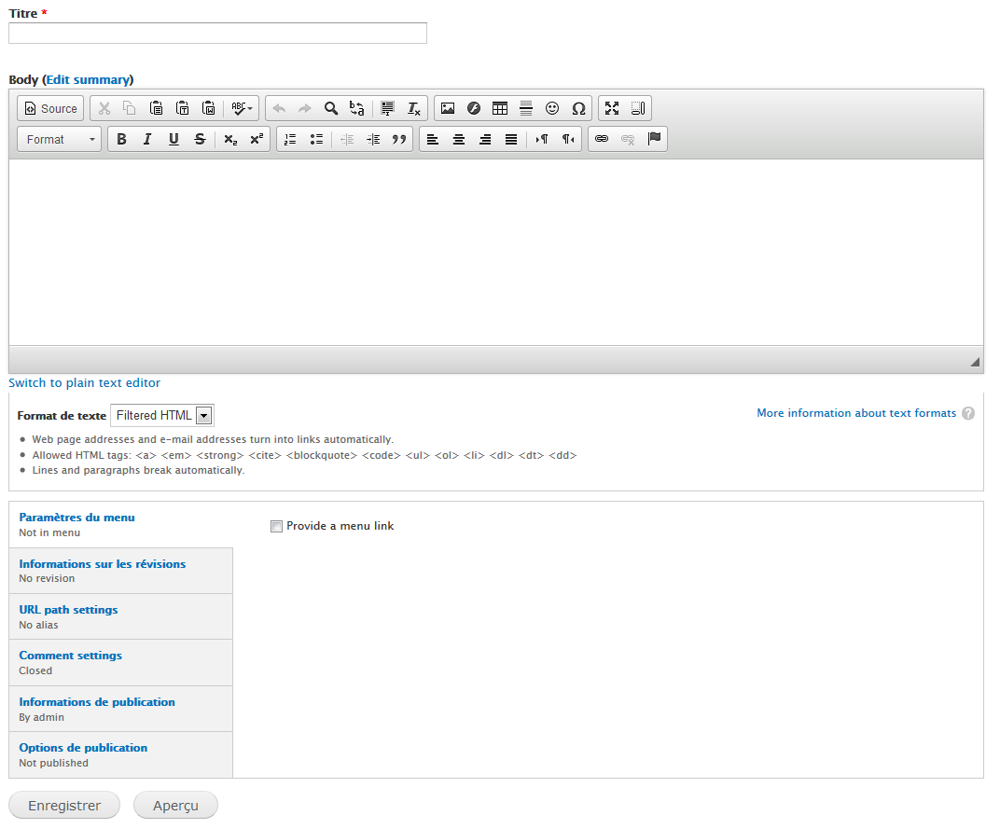 Titre *
Body (Edit summary)
Source
ABC
Format
B I U S x₂ x²
Switch to plain text editor
Format de texte Filtered HTML
More information about text formats ?
Web page addresses and e-mail addresses turn into links automatically.
Allowed HTML tags: <a> <em> <strong> <cite> <blockquote> <code> <ul> <ol> <li> <dl> <dt> <dd>
Lines and paragraphs break automatically.
Paramètres du menu
Not in menu
Provide a menu link
Informations sur les révisions
No revision
URL path settings
No alias
Comment settings
Closed
Informations de publication
By admin
Options de publication
Not published
Enregistrer Aperçu